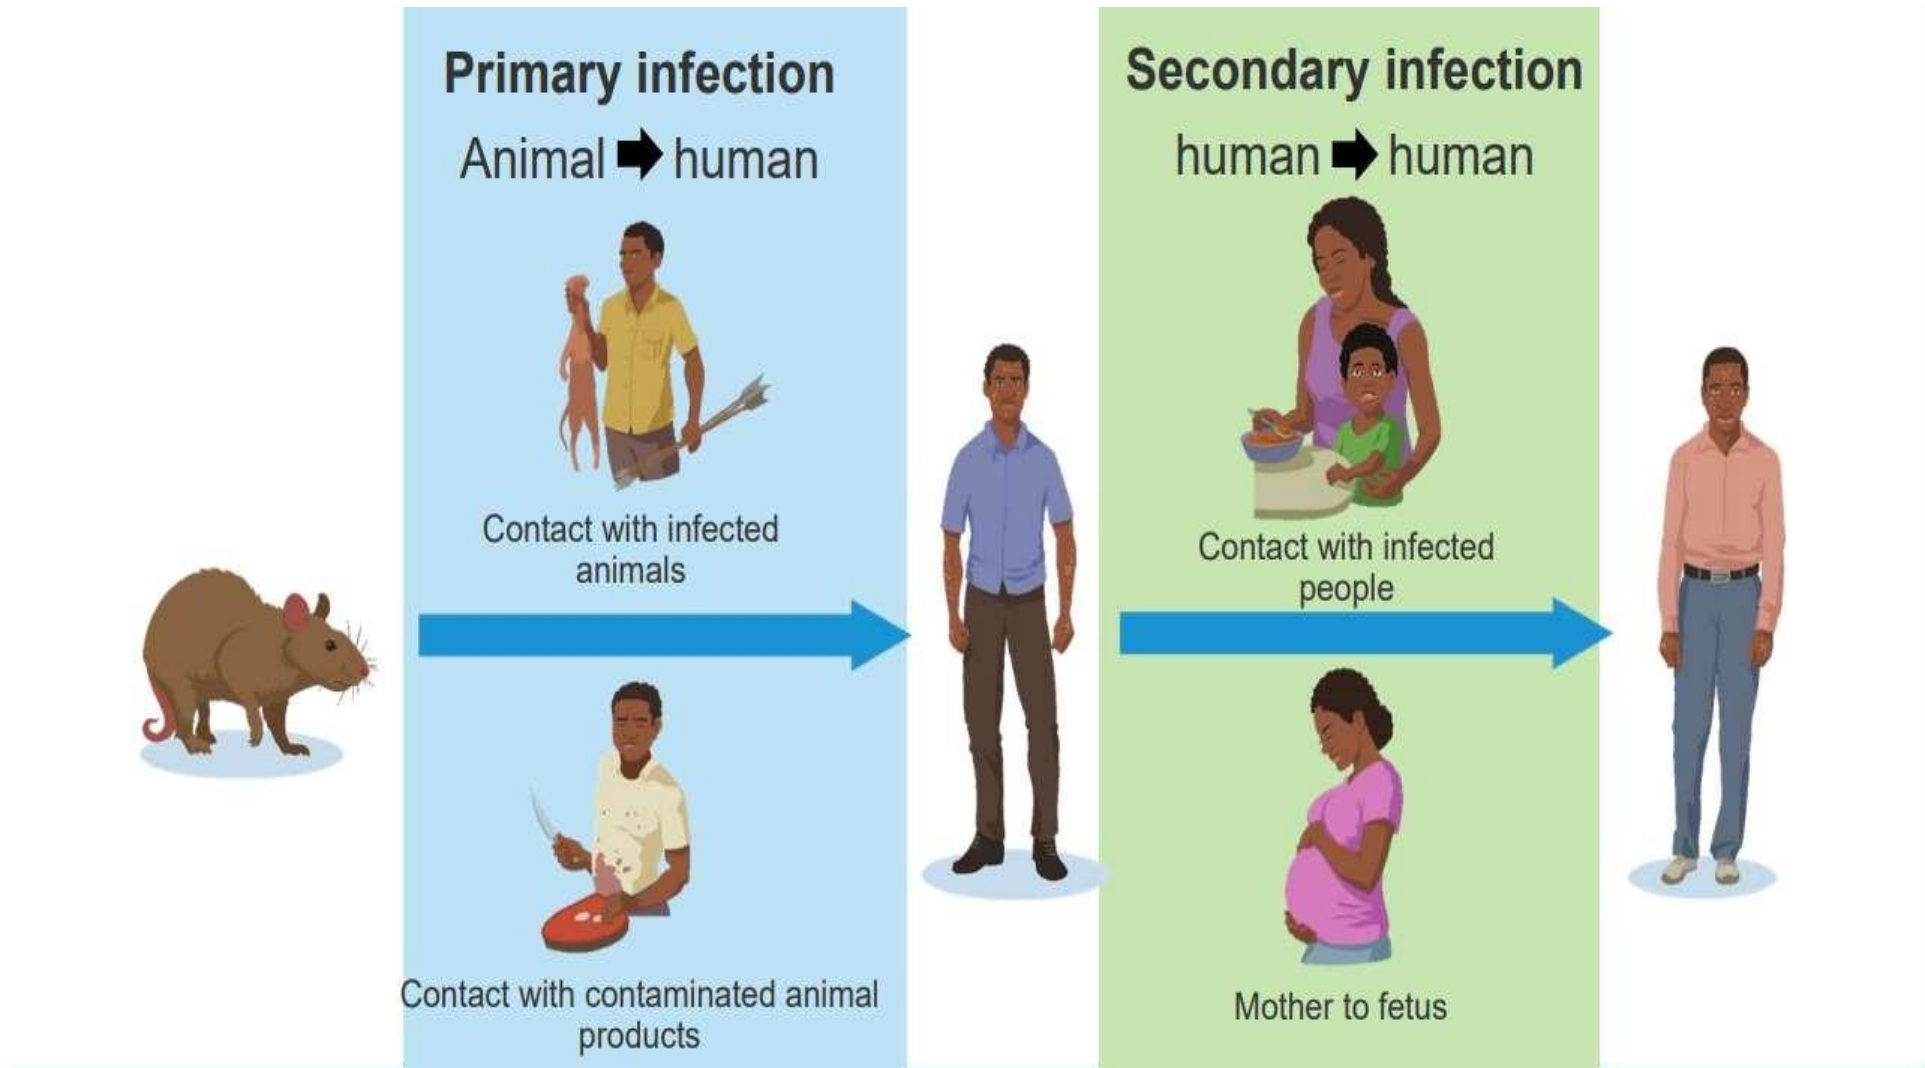 Primary infection
Animal human
Contact with infected
animals
Contact with contaminated animal
products
Secondary infection
human human
Contact with infected
people
Mother to fetus